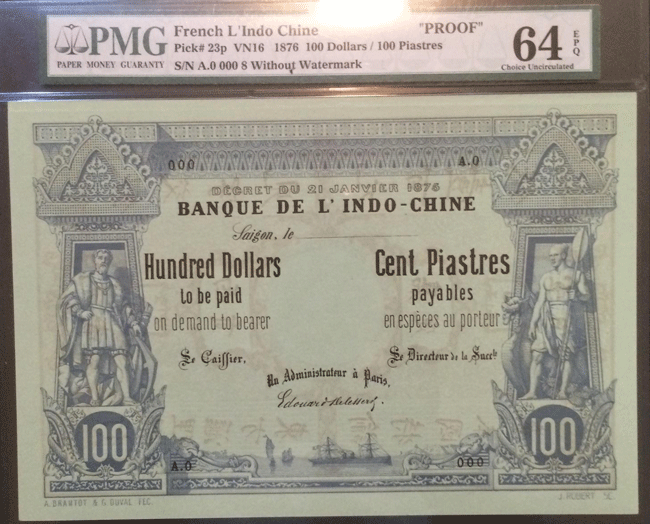 PMG
PAPER MONEY GUARANTY
French L'Indo Chine "PROOF"
Pick# 23p VN16 1876 100 Dollars / 100 Piastres
S/N A.0 000 8 Without Watermark
64 EPQ
Choice Uncirculated
000 A.0
DÉCRET DU 21 JANVIER 1875
BANQUE DE L'INDO-CHINE
Saïgon, le
Hundred Dollars
to be paid
on demand to bearer
Cent Piastres
payables
en espèces au porteur
Le Caissier,
Un Administrateur à Paris,
Le Directeur de la Succle
100
100
A.0 000
A. BRAMTOT & G. DUVAL FEC.
J. ROBERT SC.